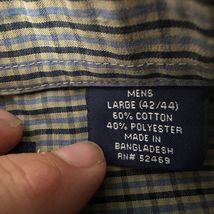 MENS
LARGE (42/44)
60% COTTON
40% POLYESTER
MADE IN
BANGLADESH
RN# 52469